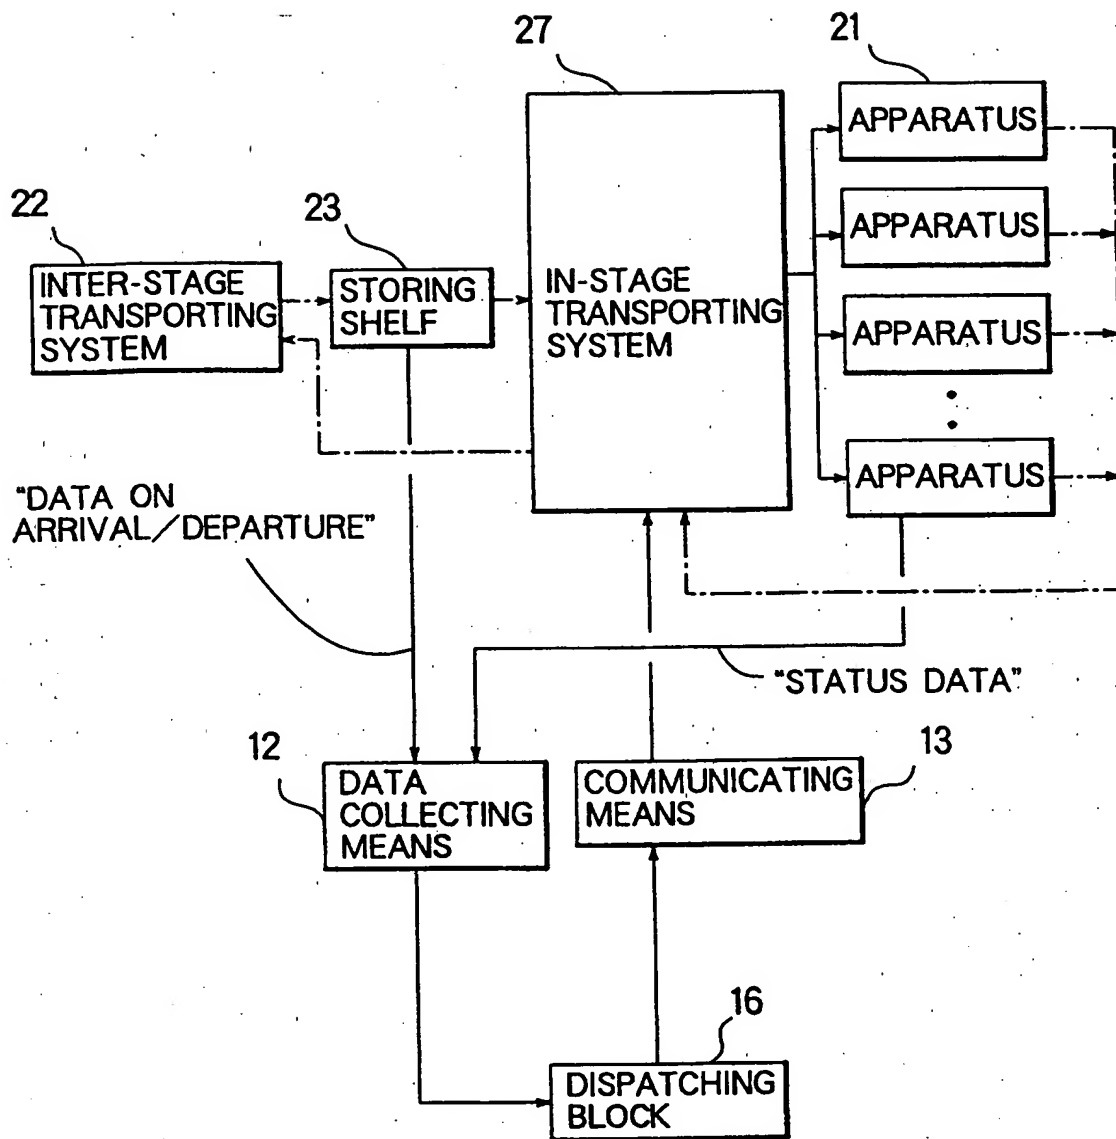 27
21
APPARATUS
22
23
APPARATUS
INTER-STAGE
TRANSPORTING
SYSTEM
STORING
SHELF
IN-STAGE
TRANSPORTING
SYSTEM
APPARATUS
APPARATUS
"DATA ON
ARRIVAL/DEPARTURE"
"STATUS DATA"
12
13
DATA
COLLECTING
MEANS
COMMUNICATING
MEANS
16
DISPATCHING
BLOCK